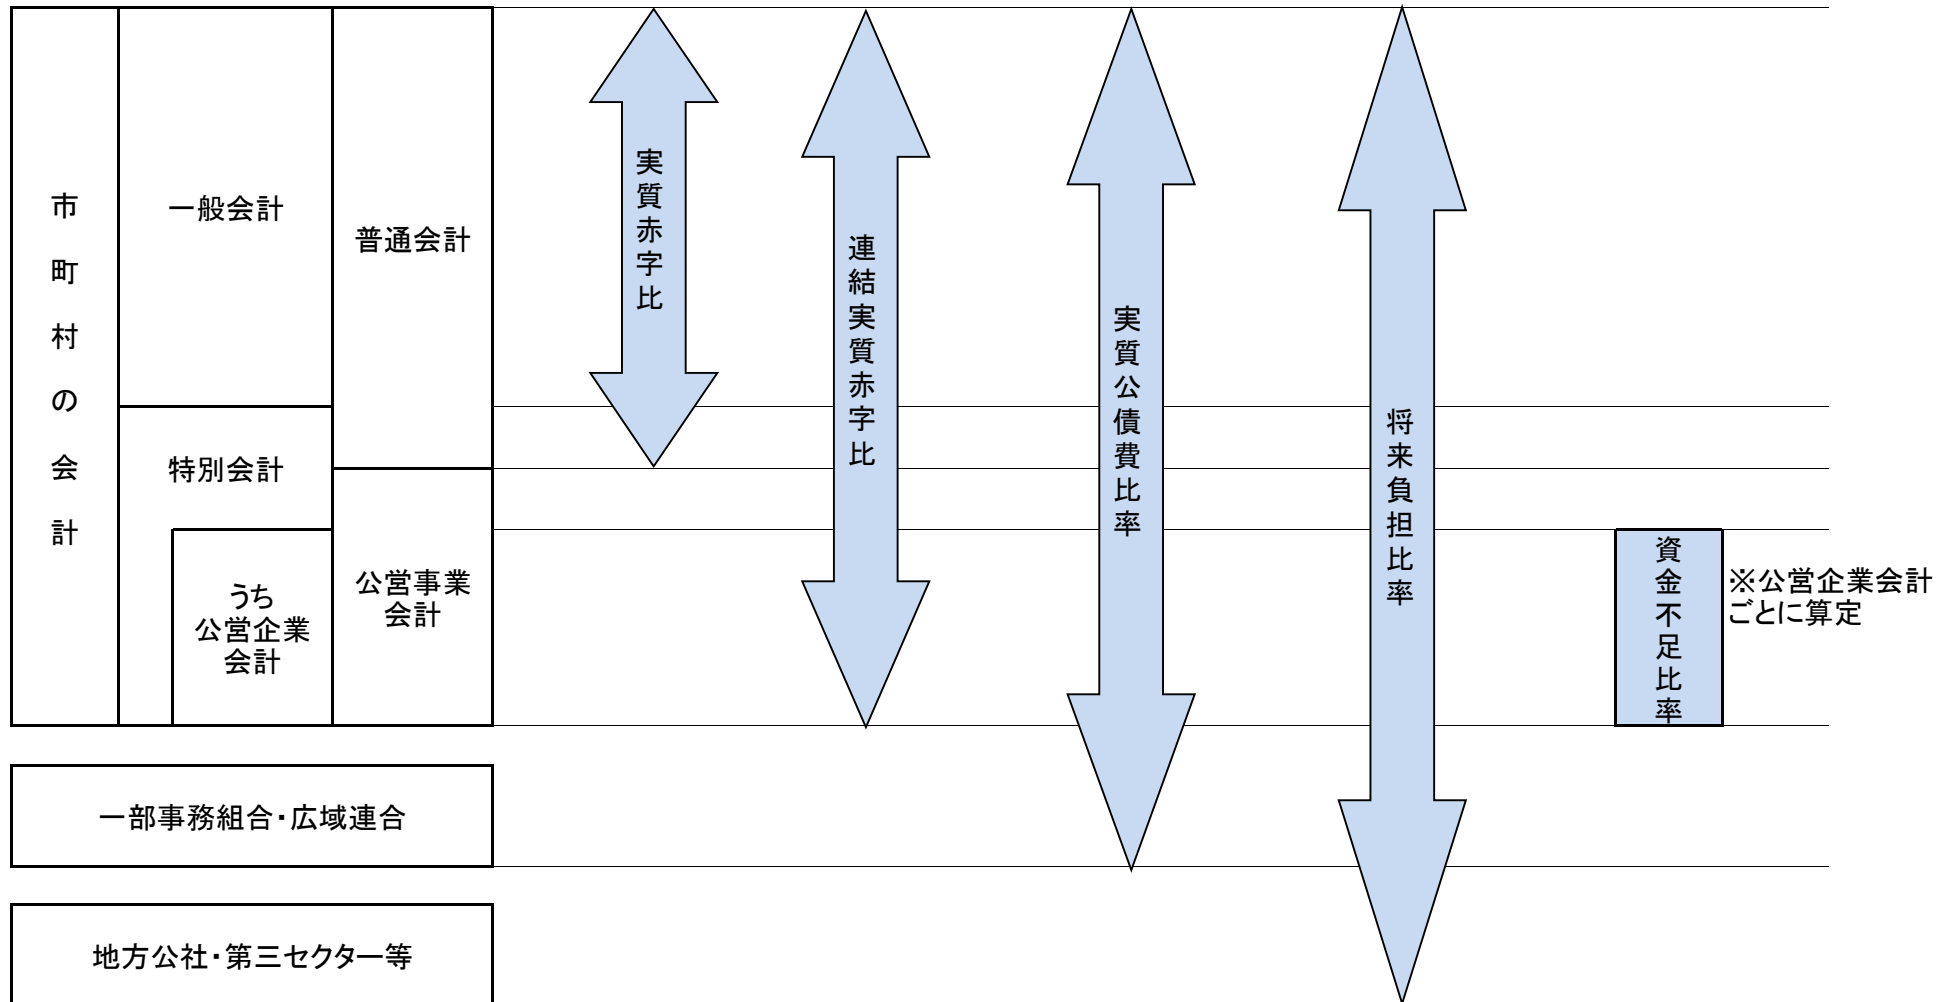 市町村の会計
一般会計
普通会計
特別会計
うち
公営企業
会計
公営事業
会計
実質赤字比
連結実質赤字比
実質公債費比率
将来負担比率
資金不足比率
※公営企業会計
ごとに算定
一部事務組合・広域連合
地方公社・第三セクター等